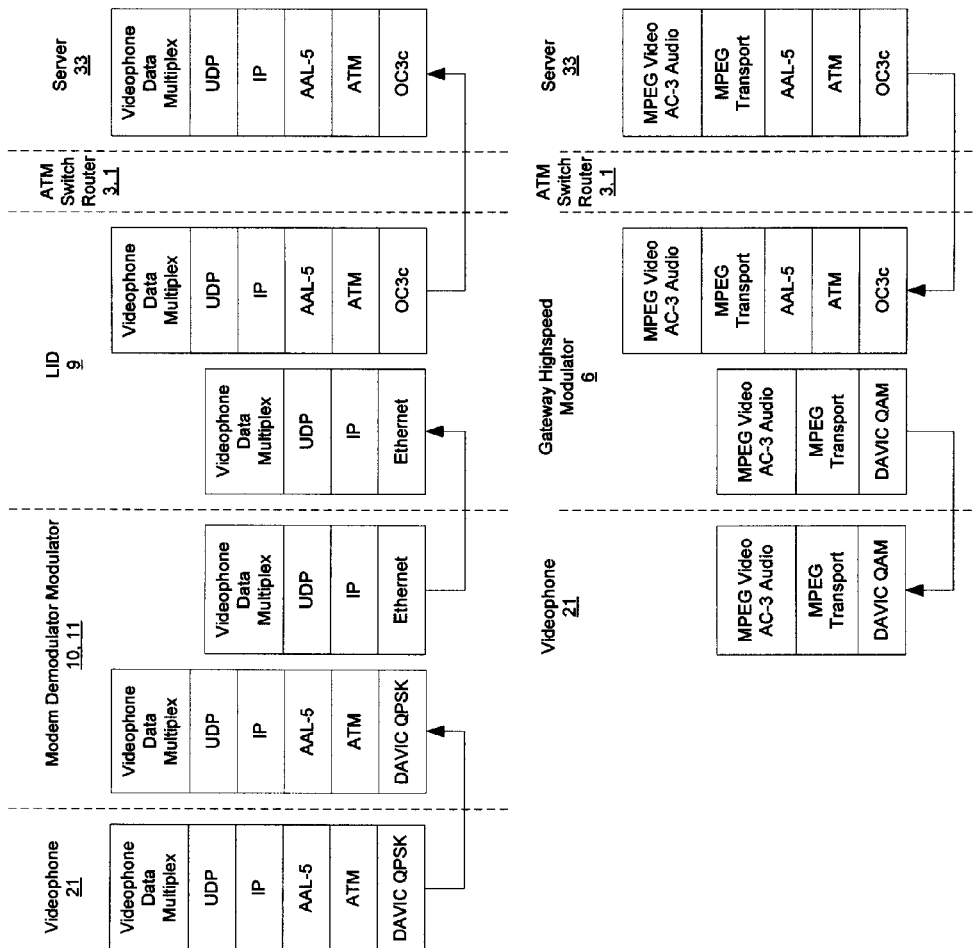 Videophone
21
Modem Demodulator Modulator
10, 11
LID
9
ATM
Switch
Router
3, 1
Server
33
Videophone
Data
Multiplex
UDP
IP
AAL-5
ATM
DAVIC QPSK
Videophone
Data
Multiplex
UDP
IP
AAL-5
ATM
DAVIC QPSK
Videophone
Data
Multiplex
UDP
IP
Ethernet
Videophone
Data
Multiplex
UDP
IP
Ethernet
Videophone
Data
Multiplex
UDP
IP
AAL-5
ATM
OC3c
Videophone
Data
Multiplex
UDP
IP
AAL-5
ATM
OC3c
Videophone
21
Gateway Highspeed
Modulator
6
ATM
Switch
Router
3, 1
Server
33
MPEG Video
AC-3 Audio
MPEG
Transport
DAVIC QAM
MPEG Video
AC-3 Audio
MPEG
Transport
DAVIC QAM
MPEG Video
AC-3 Audio
MPEG
Transport
AAL-5
ATM
OC3c
MPEG Video
AC-3 Audio
MPEG
Transport
AAL-5
ATM
OC3c